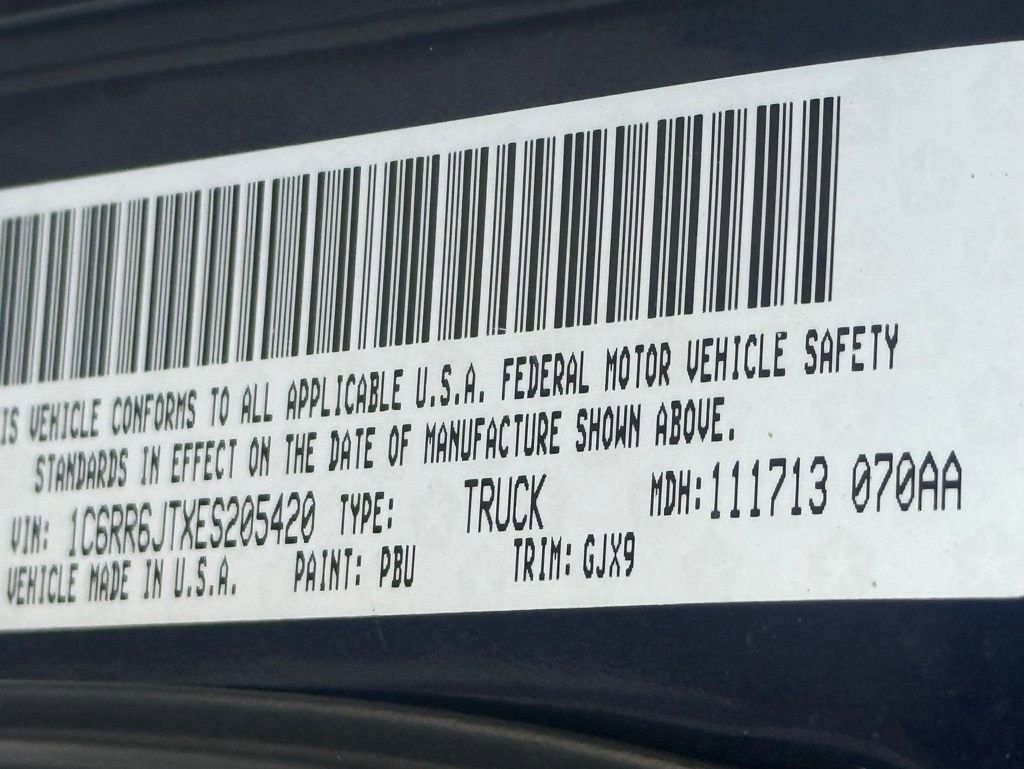 IS VEHICLE CONFORMS TO ALL APPLICABLE U.S.A. FEDERAL MOTOR VEHICLE SAFETY
STANDARDS IN EFFECT ON THE DATE OF MANUFACTURE SHOWN ABOVE.
VIN: 1C6RR6JTXES205420 TYPE: TRUCK MDH: 111713 070AA
VEHICLE MADE IN U.S.A. PAINT: PBU TRIM: GJX9